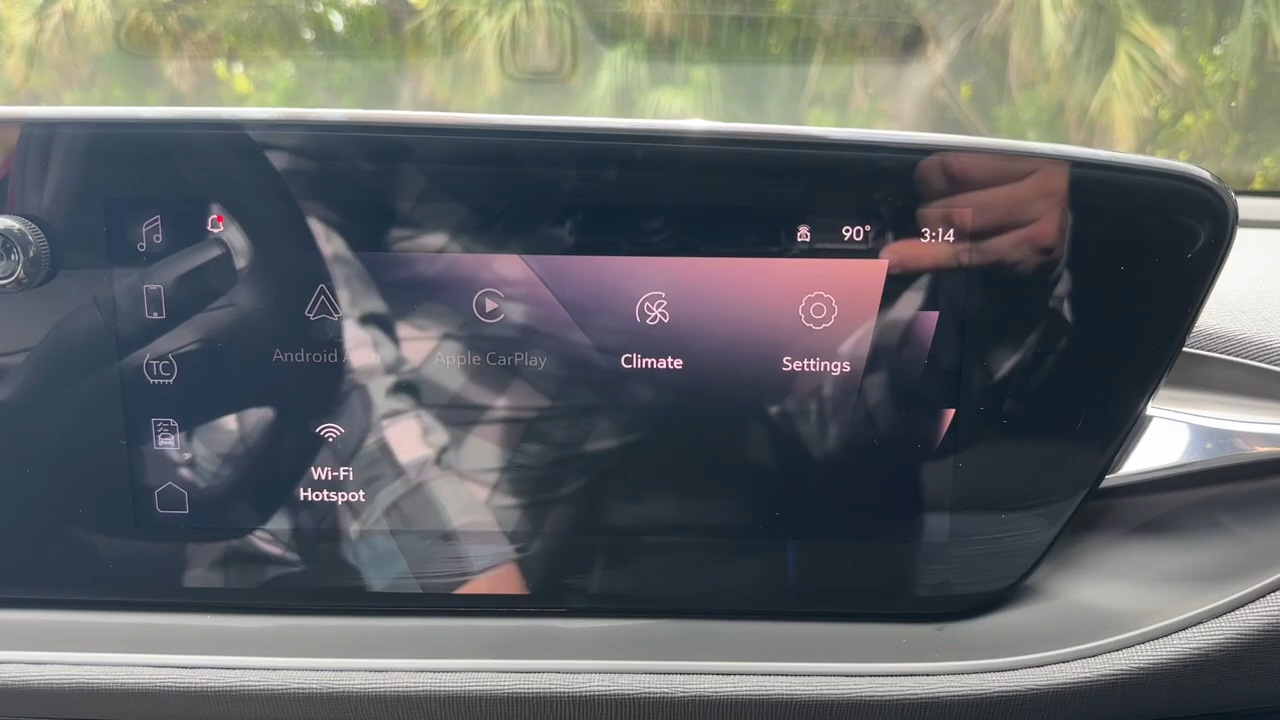 90°
3:14
Android Auto
Apple CarPlay
Climate
Settings
TC
Wi-Fi
Hotspot